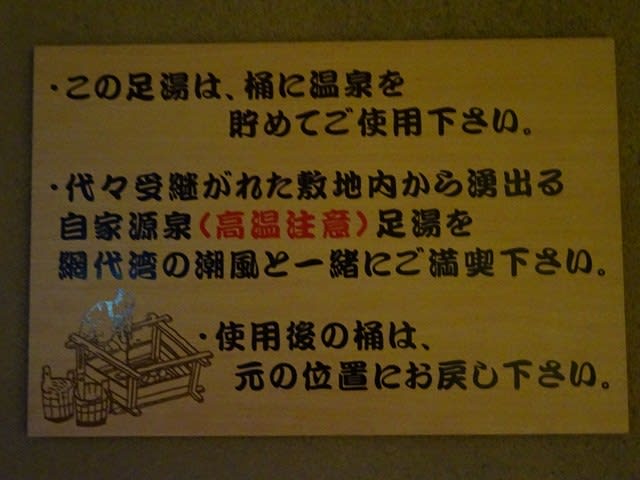 ・この足湯は、桶に温泉を
貯めてご使用下さい。
・代々受継がれた敷地内から湧出る
自家源泉(高温注意)足湯を
網代湾の潮風と一緒にご満喫下さい。
・使用後の桶は、
元の位置にお戻し下さい。